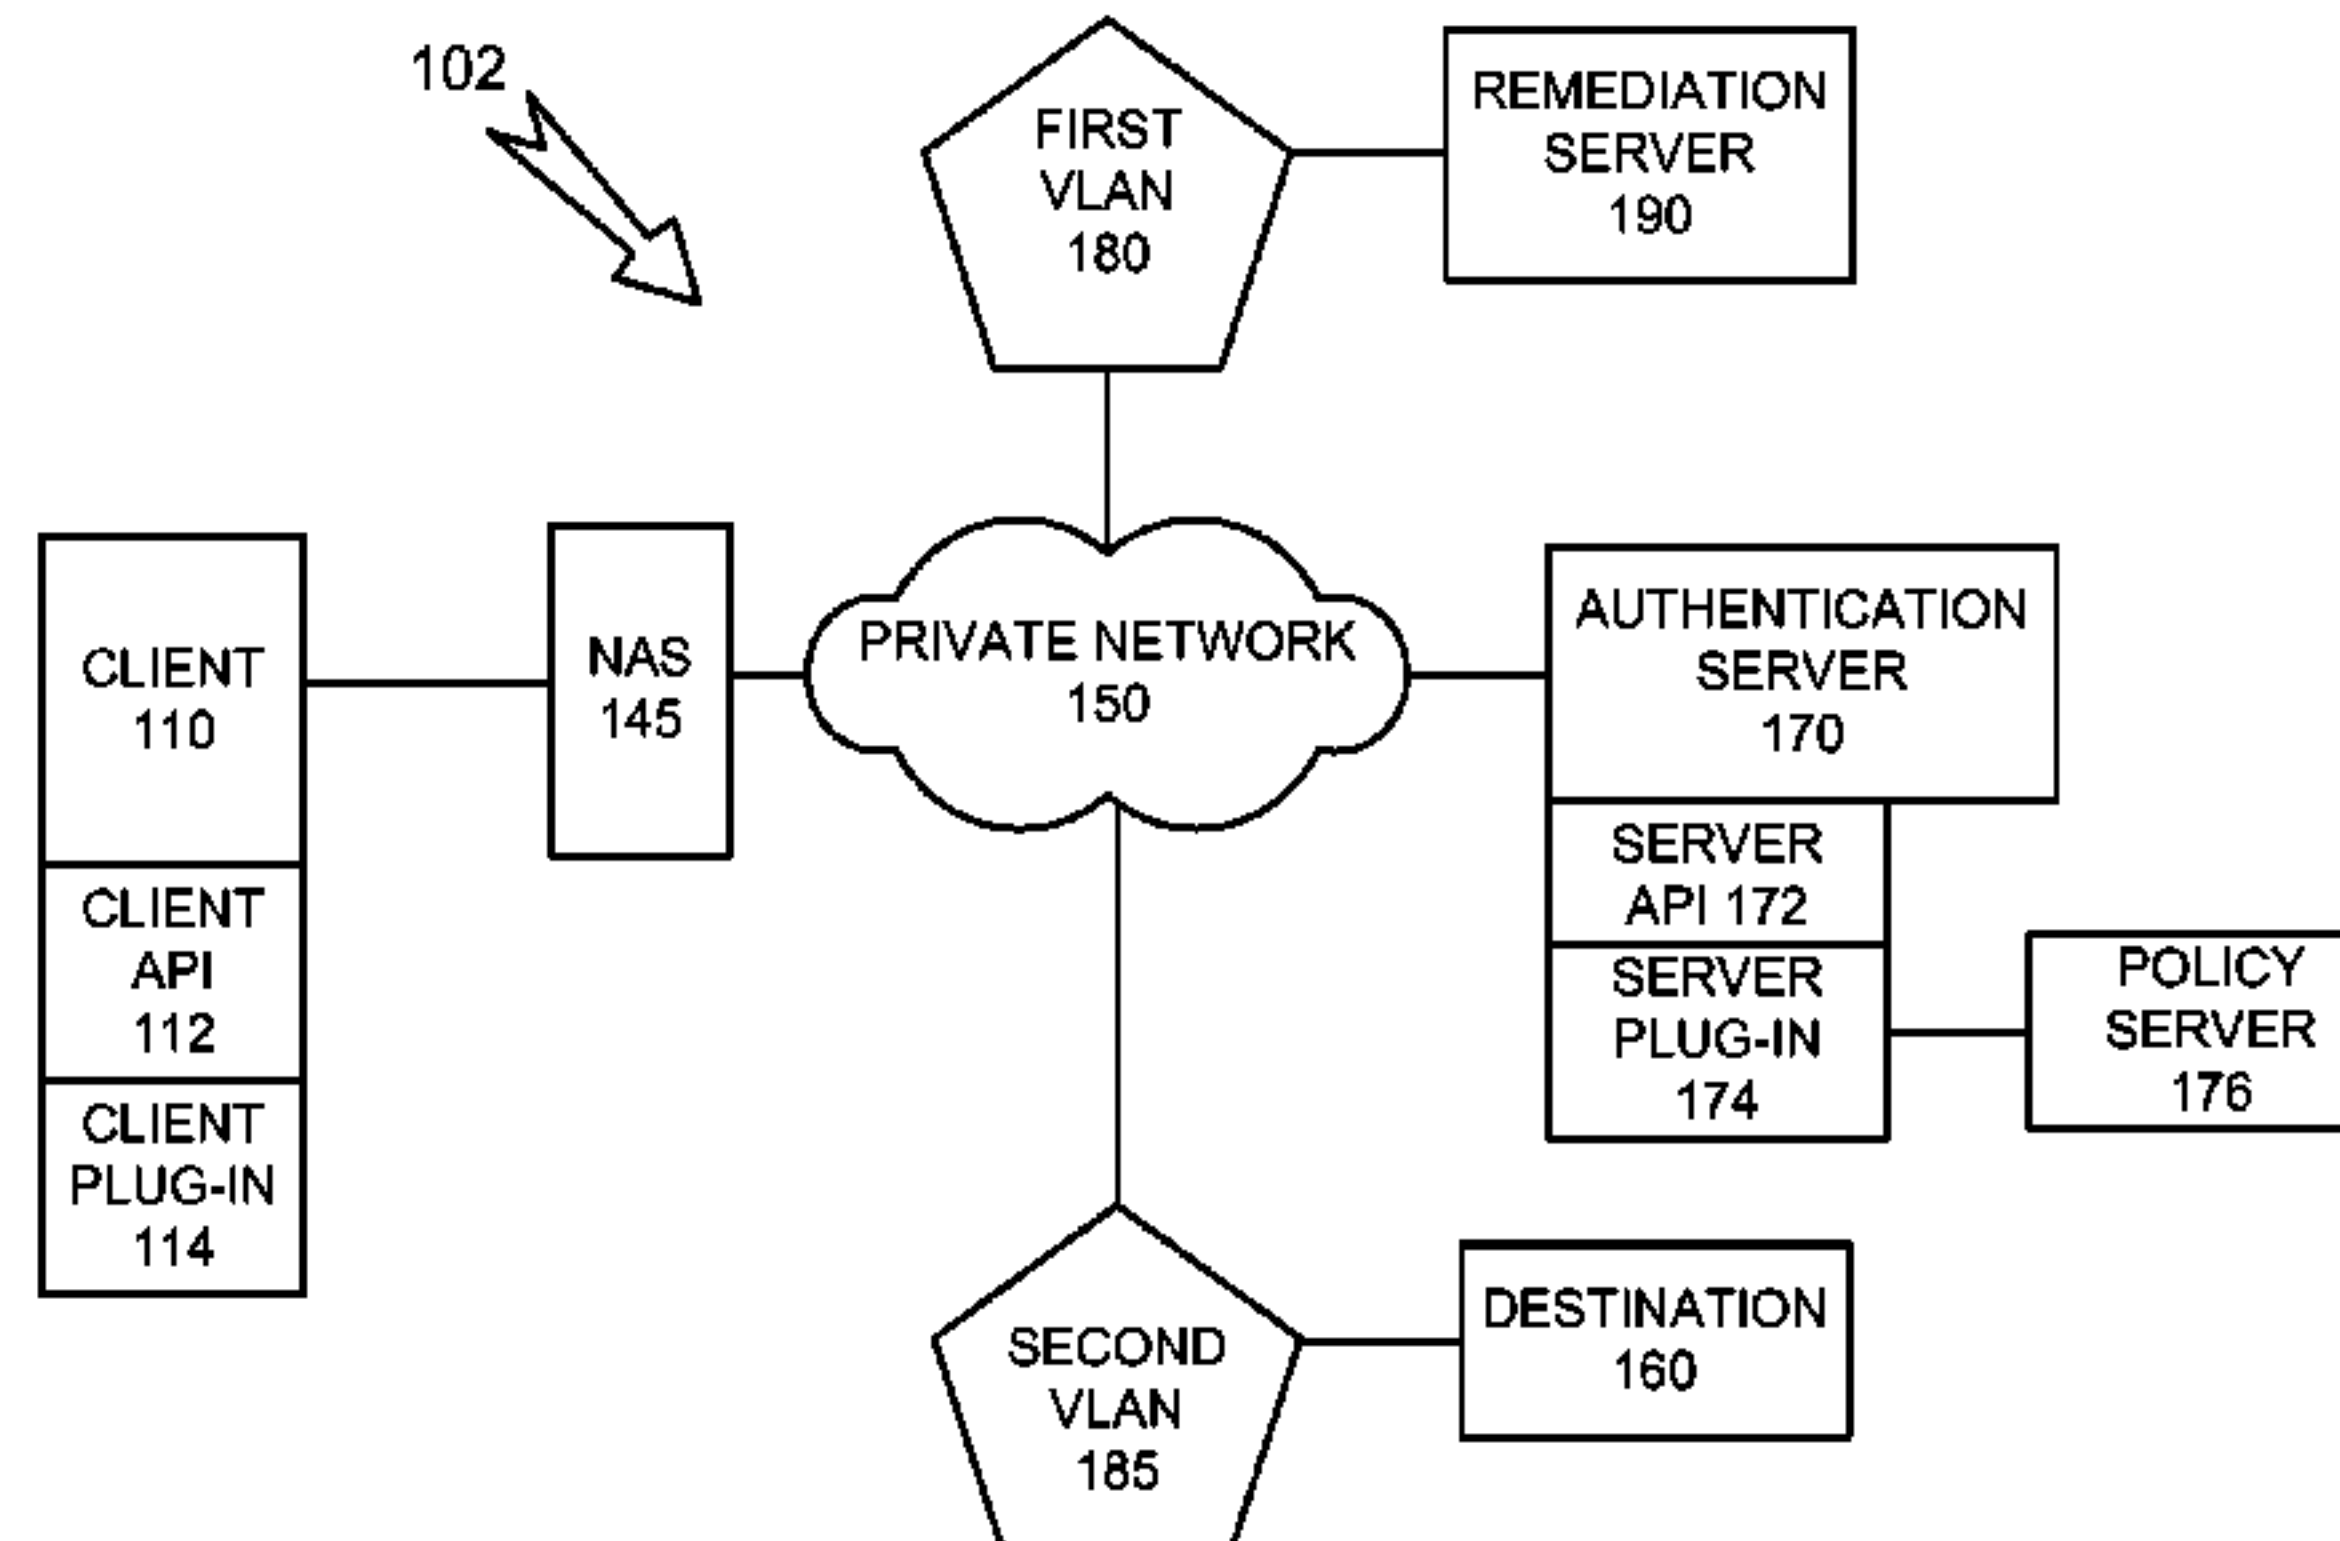 102
FIRST
VLAN
180
REMEDIATION
SERVER
190
CLIENT
110
CLIENT
API
112
CLIENT
PLUG-IN
114
NAS
145
PRIVATE NETWORK
150
AUTHENTICATION
SERVER
170
SERVER
API 172
SERVER
PLUG-IN
174
POLICY
SERVER
176
SECOND
VLAN
185
DESTINATION
160